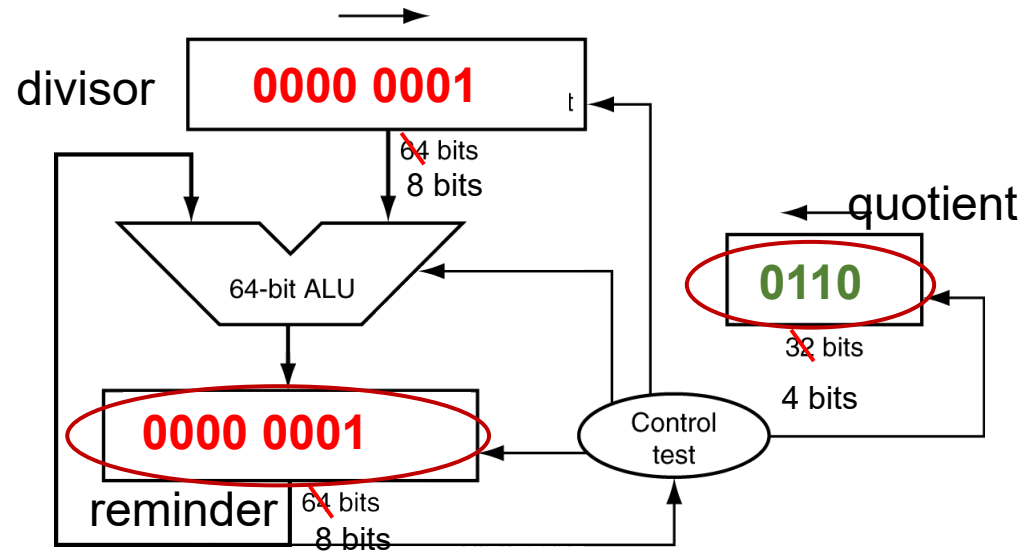 divisor
0000 0001
t
64 bits
8 bits
quotient
64-bit ALU
0110
32 bits
4 bits
0000 0001
Control
test
reminder
64 bits
8 bits